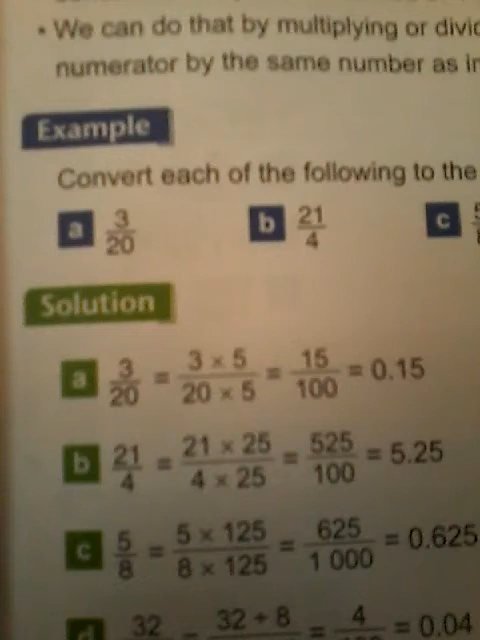 • We can do that by multiplying or
numerator by the same number as
Example
Convert each of the following to the
a 3/20 b 21/4 c
Solution
a 3/20 = 3 × 5 / 20 × 5 = 15/100 = 0.15
b 21/4 = 21 × 25 / 4 × 25 = 525/100 = 5.25
c 5/8 = 5 × 125 / 8 × 125 = 625/1 000 = 0.625
d 32 = 32 ÷ 8 = 4 = 0.04